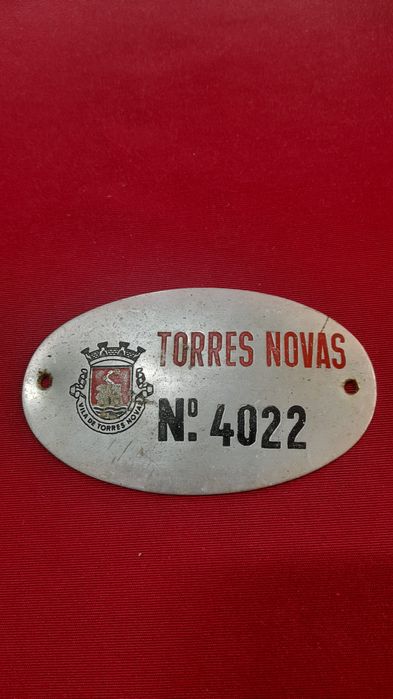 TORRES NOVAS
Nº. 4022
VILA DE TORRES NOVAS